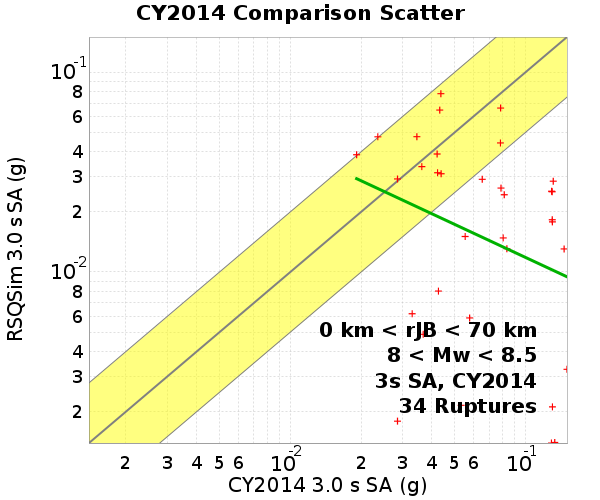 CY2014 Comparison Scatter
RSQSim 3.0 s SA (g)
10-1
8
6
4
3
2
10-2
8
6
4
3
2
0 km < rJB < 70 km
8 < Mw < 8.5
3s SA, CY2014
34 Ruptures
2 3 4 5 6 10-2 2 3 4 5 6 10-1
CY2014 3.0 s SA (g)